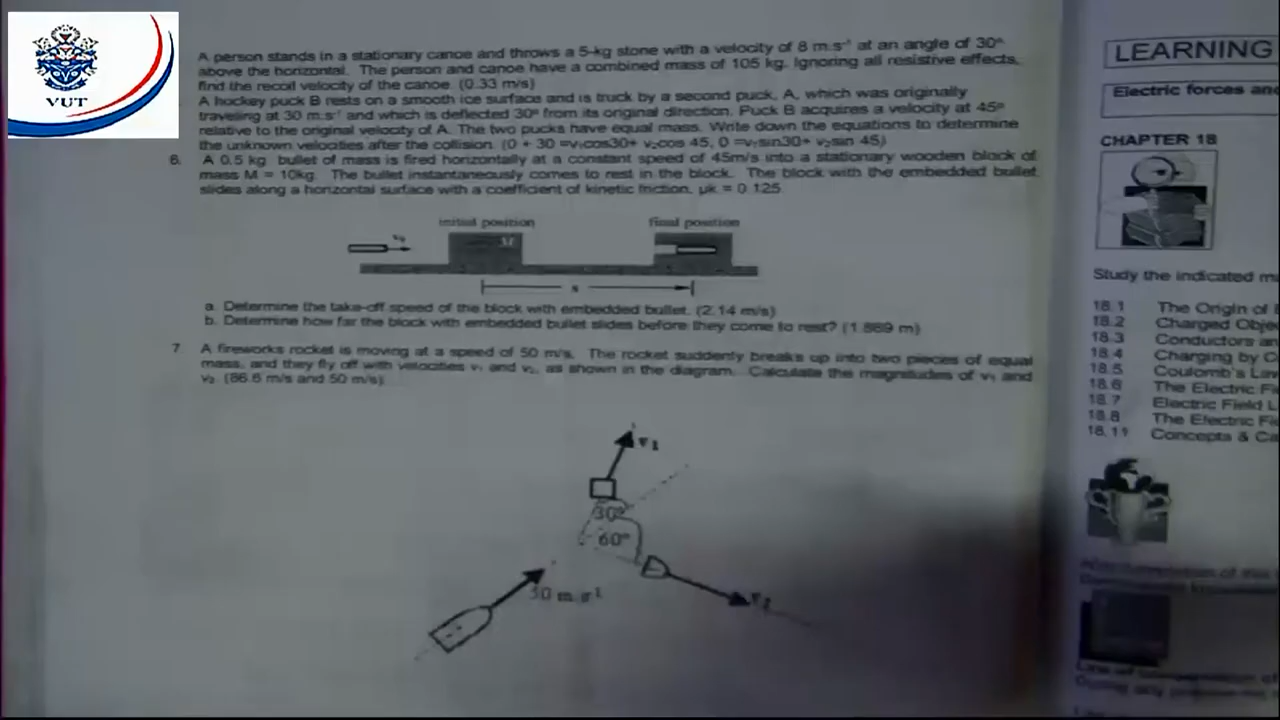 VUT
A person stands in a stationary canoe and throws a 5-kg stone with a velocity of 8 m.s⁻¹ at an angle of 30°
above the horizontal. The person and canoe have a combined mass of 105 kg. Ignoring all resistive effects,
find the recoil velocity of the canoe. (0.33 m/s)
A hockey puck B rests on a smooth ice surface and is truck by a second puck, A, which was originally
traveling at 30 m.s⁻¹ and which is deflected 30° from its original direction. Puck B acquires a velocity at 45°
relative to the original velocity of A. The two pucks have equal mass. Write down the equations to determine
the unknown velocities after the collision. (0 + 30 =v₁cos30+ v₂cos 45, 0 =v₁sin30+ v₂sin 45)
6. A 0.5 kg bullet of mass is fired horizontally at a constant speed of 45m/s into a stationary wooden block of
mass M = 10kg. The bullet instantaneously comes to rest in the block. The block with the embedded bullet
slides along a horizontal surface with a coefficient of kinetic friction, μk = 0.125
initial position
final position
M
s
a. Determine the take-off speed of the block with embedded bullet. (2.14 m/s)
b. Determine how far the block with embedded bullet slides before they come to rest? (1.869 m)
7 A fireworks rocket is moving at a speed of 50 m/s. The rocket suddenly breaks up into two pieces of equal
mass, and they fly off with velocities v₁ and v₂, as shown in the diagram. Calculate the magnitudes of v₁ and
v₂. (86.6 m/s and 50 m/s)
v₁
30°
60°
50 m.s⁻¹
v₂
LEARNING
Electric forces and
CHAPTER 18
Study the indicated
18.1 The Origin of
18.2 Charged Obje
18.3 Conductors an
18.4 Charging by C
18.5 Coulomb's Law
18.6 The Electric Fi
18.7 Electric Field L
18.8 The Electric
18.11 Concepts & Ca